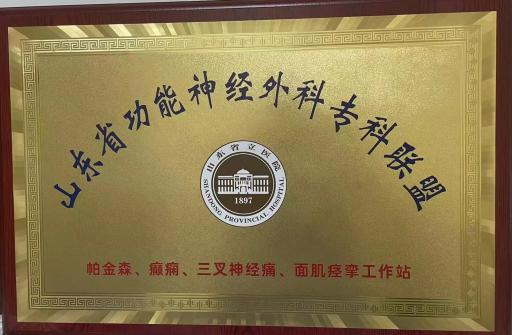 山东省功能神经外科专科联盟
山东省立医院
SHANDONG PROVINCIAL HOSPITAL
1897
帕金森、癫痫、三叉神经痛、面肌痉挛工作站